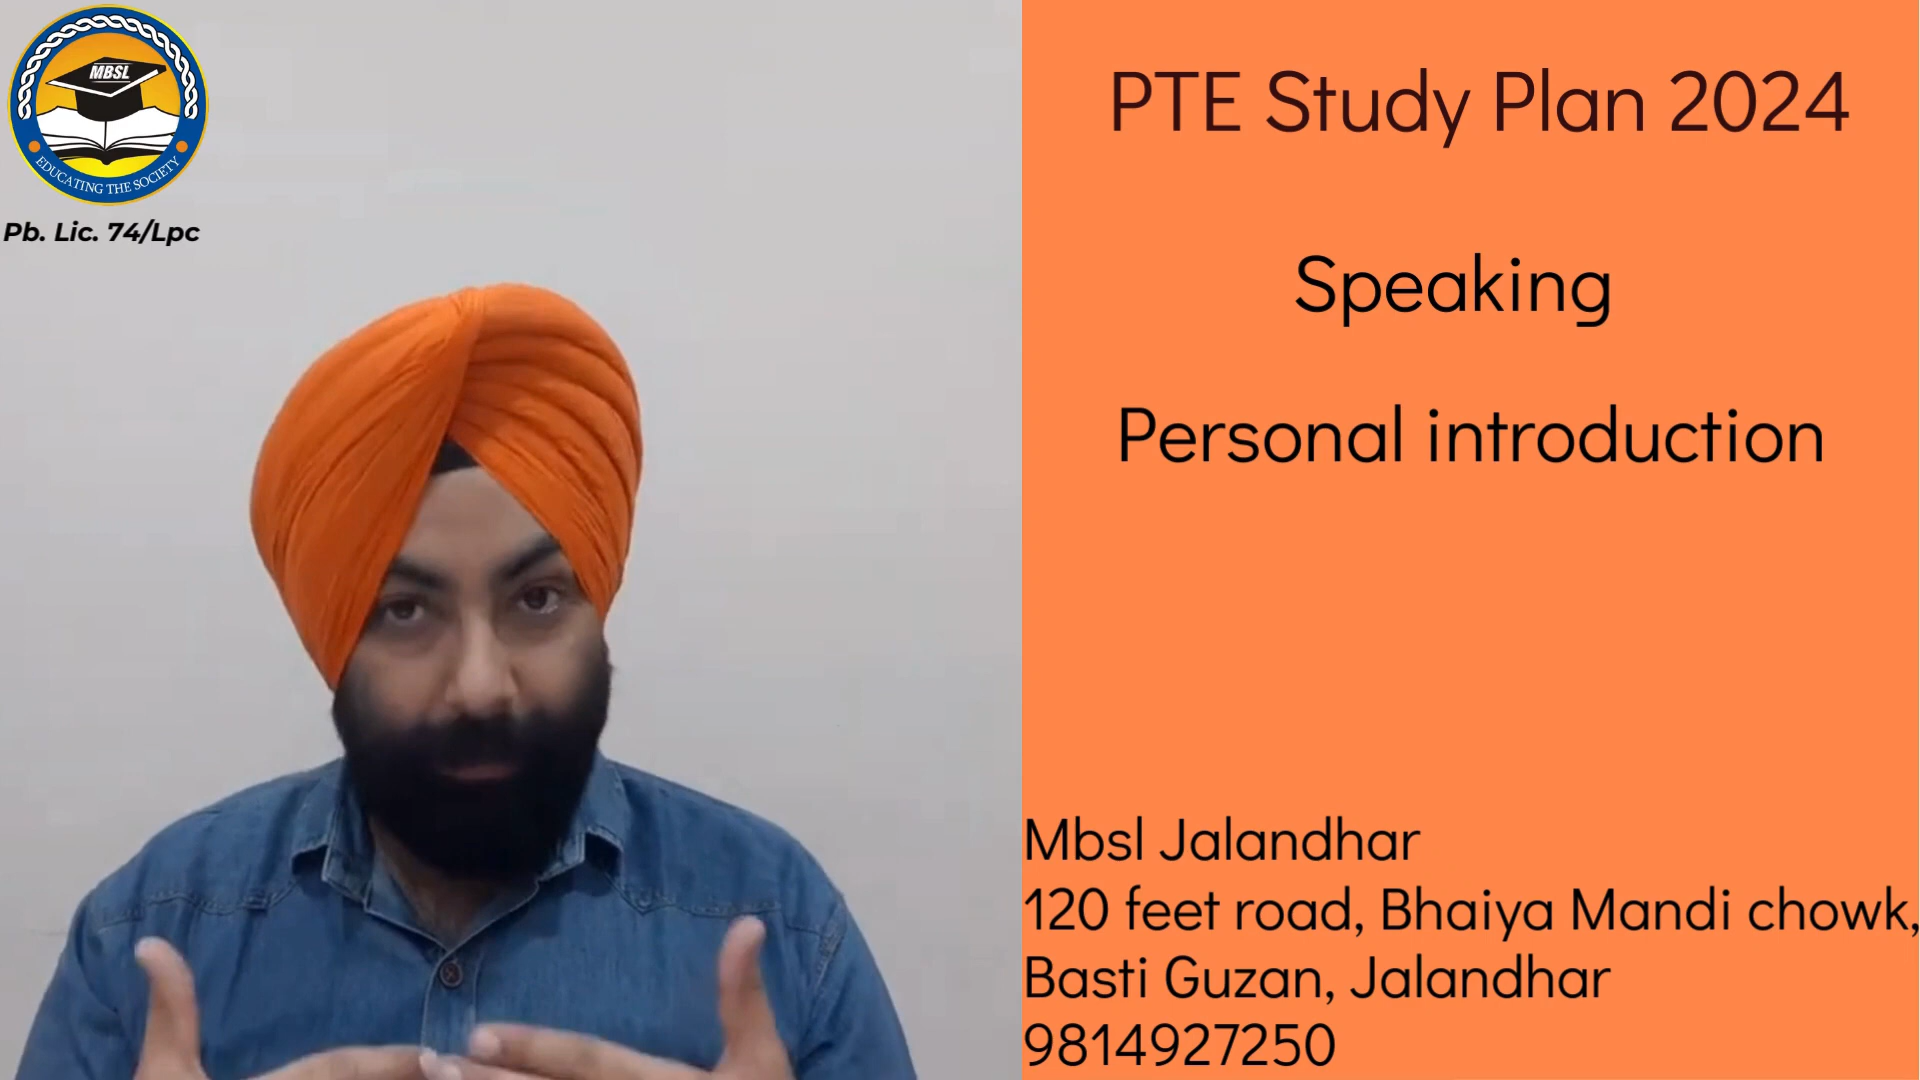 MBSL
EDUCATING THE SOCIETY
Pb. Lic. 74/Lpc
PTE Study Plan 2024
Speaking
Personal introduction
Mbsl Jalandhar
120 feet road, Bhaiya Mandi chowk,
Basti Guzan, Jalandhar
9814927250